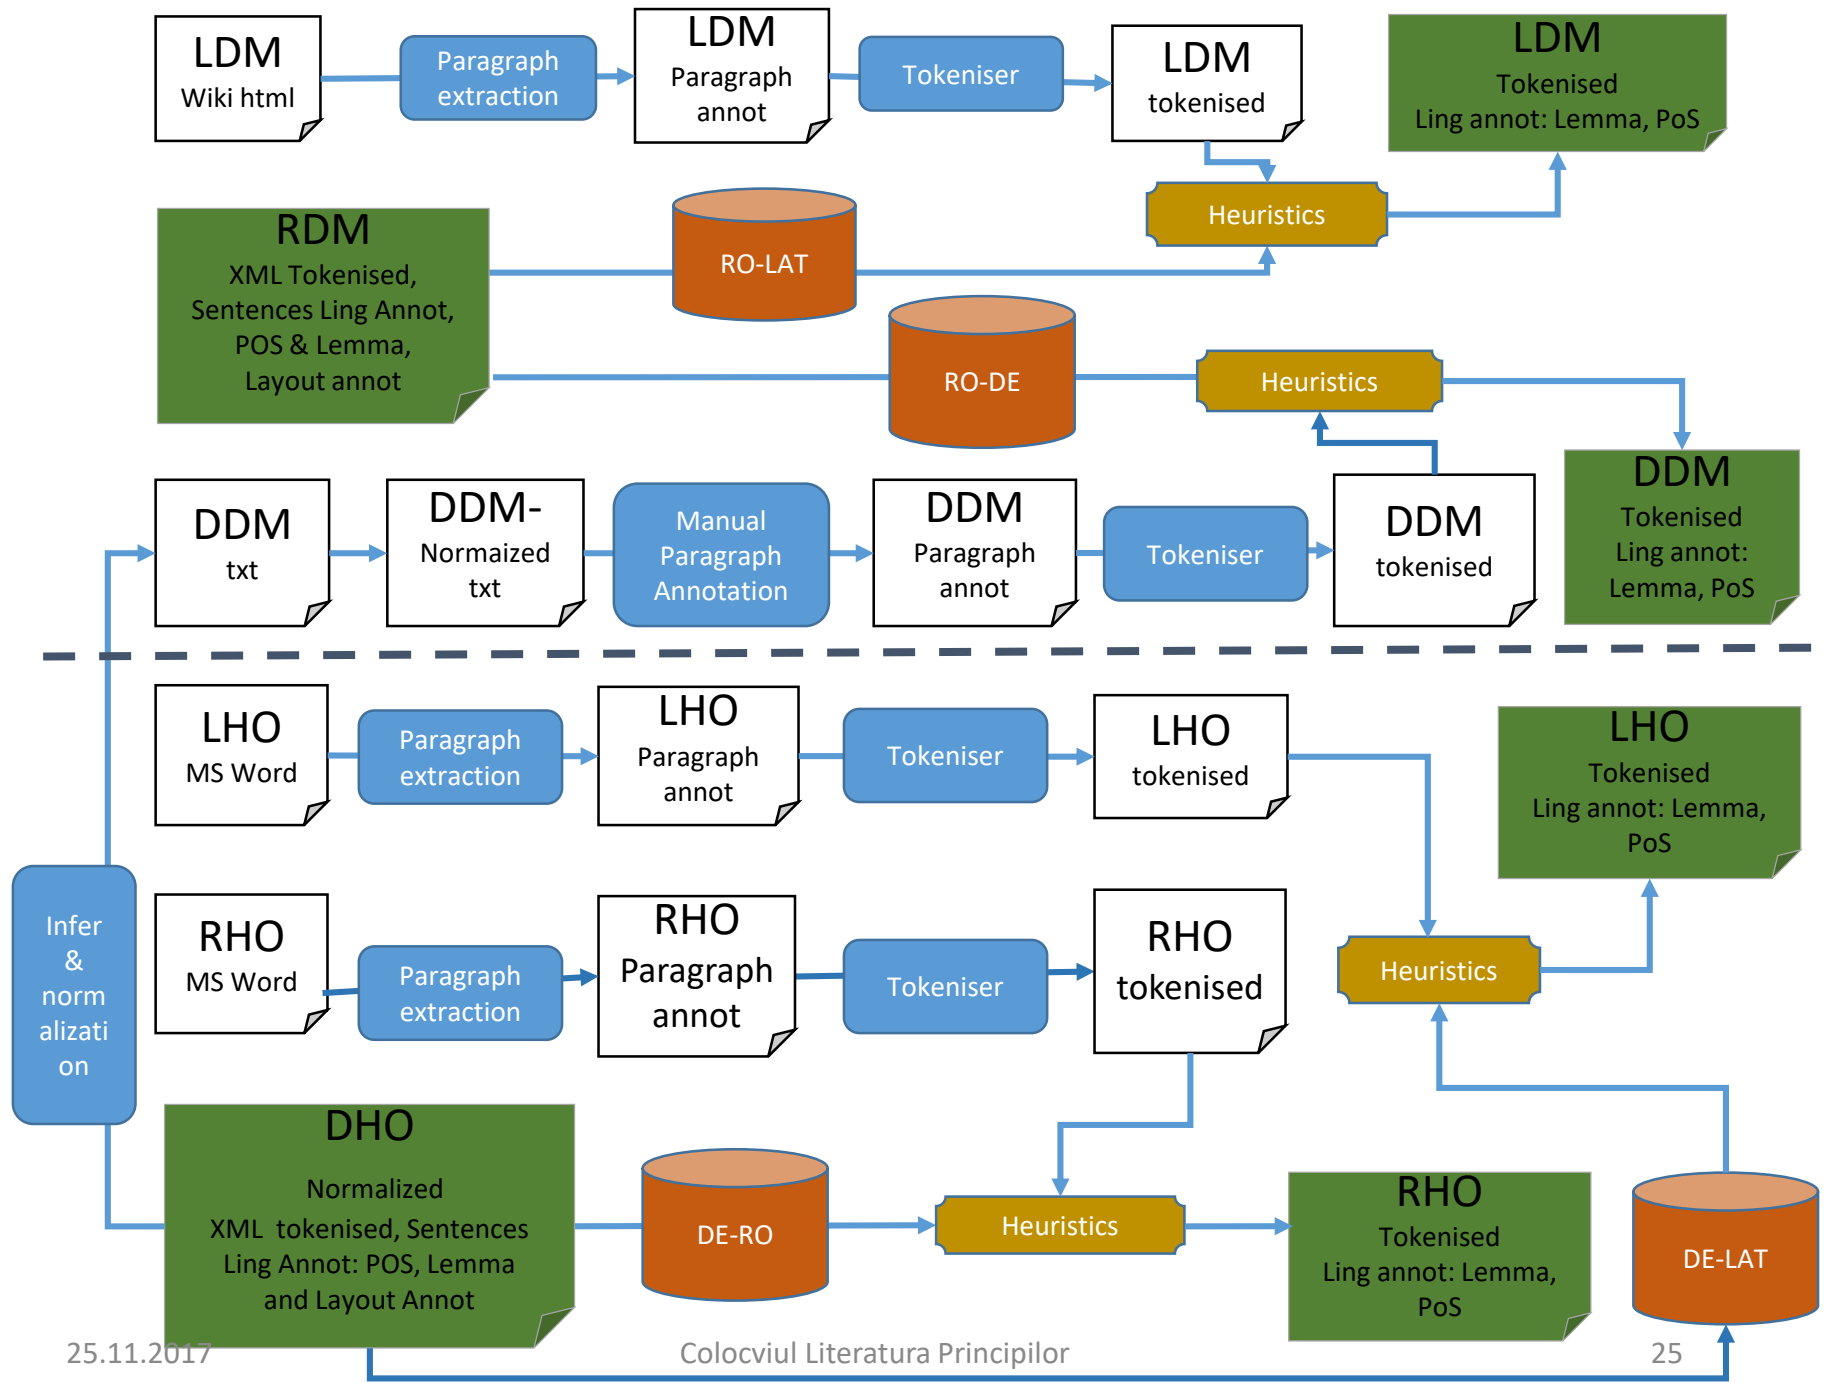 LDM
Wiki html
Paragraph
extraction
LDM
Paragraph
annot
Tokeniser
LDM
tokenised
LDM
Tokenised
Ling annot: Lemma, PoS
Heuristics
RDM
XML Tokenised,
Sentences Ling Annot,
POS & Lemma,
Layout annot
RO-LAT
RO-DE
Heuristics
DDM
txt
DDM-
Normaized
txt
Manual
Paragraph
Annotation
DDM
Paragraph
annot
Tokeniser
DDM
tokenised
DDM
Tokenised
Ling annot:
Lemma, PoS
LHO
MS Word
Paragraph
extraction
LHO
Paragraph
annot
Tokeniser
LHO
tokenised
LHO
Tokenised
Ling annot: Lemma,
PoS
Infer
&
norm
alizati
on
RHO
MS Word
Paragraph
extraction
RHO
Paragraph
annot
Tokeniser
RHO
tokenised
Heuristics
DHO
Normalized
XML tokenised, Sentences
Ling Annot: POS, Lemma
and Layout Annot
DE-RO
Heuristics
RHO
Tokenised
Ling annot: Lemma,
PoS
DE-LAT
25.11.2017
Colocviul Literatura Principilor
25